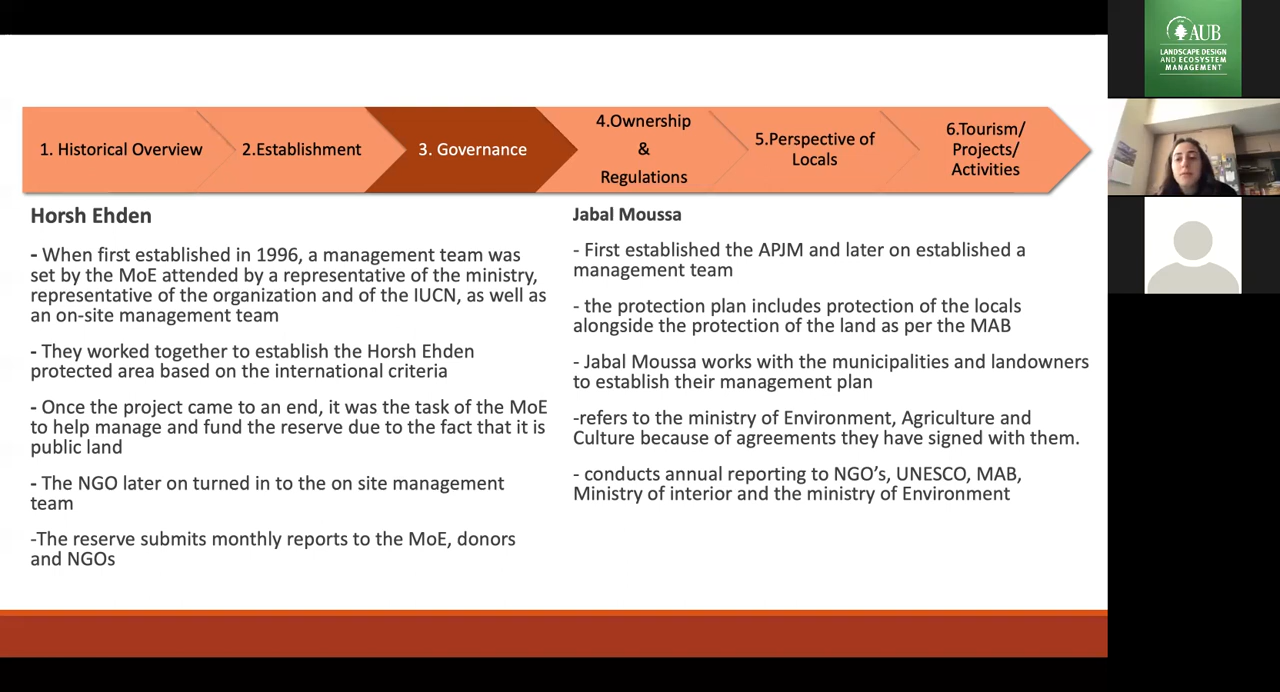 AUB
LANDSCAPE DESIGN
AND ECOSYSTEM
MANAGEMENT
1. Historical Overview
2.Establishment
3. Governance
4.Ownership
&
Regulations
5.Perspective of
Locals
6.Tourism/
Projects/
Activities
Horsh Ehden
- When first established in 1996, a management team was
set by the MoE attended by a representative of the ministry,
representative of the organization and of the IUCN, as well as
an on-site management team
- They worked together to establish the Horsh Ehden
protected area based on the international criteria
- Once the project came to an end, it was the task of the MoE
to help manage and fund the reserve due to the fact that it is
public land
- The NGO later on turned in to the on site management
team
-The reserve submits monthly reports to the MoE, donors
and NGOs
Jabal Moussa
- First established the APJM and later on established a
management team
- the protection plan includes protection of the locals
alongside the protection of the land as per the MAB
- Jabal Moussa works with the municipalities and landowners
to establish their management plan
-refers to the ministry of Environment, Agriculture and
Culture because of agreements they have signed with them.
- conducts annual reporting to NGO’s, UNESCO, MAB,
Ministry of interior and the ministry of Environment